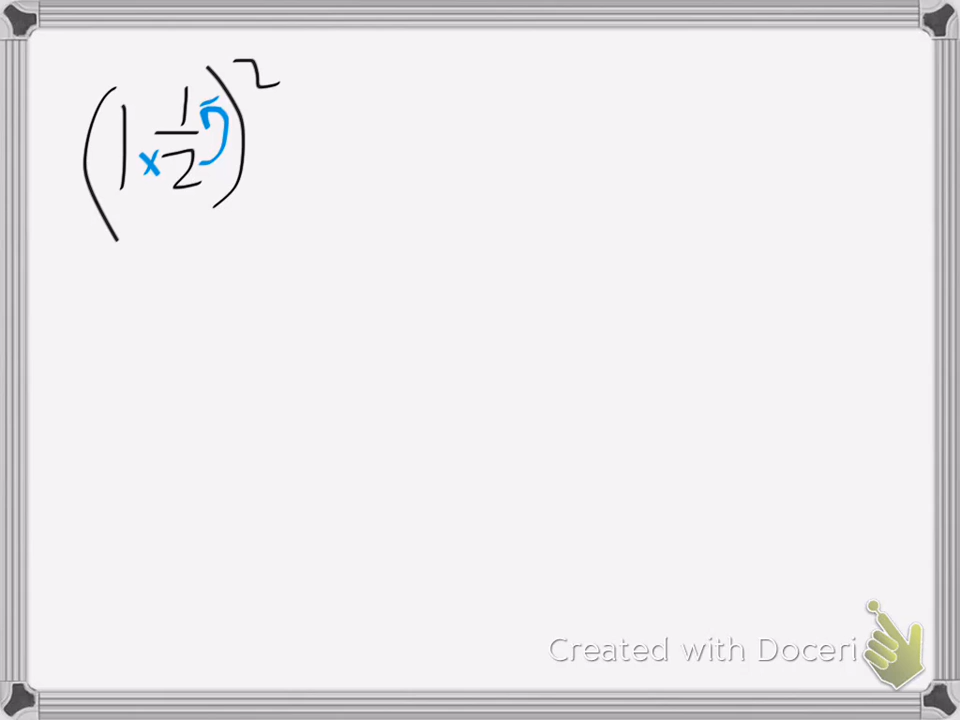 (1 × 1/2)²
Created with Doceri